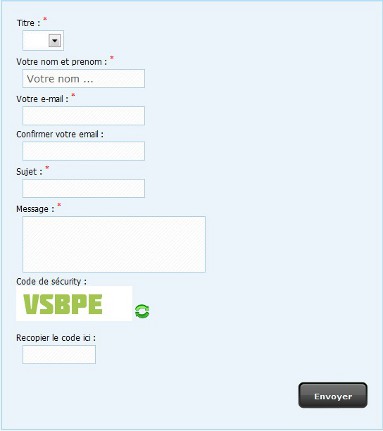 Titre : *
Votre nom et prenom : *
Votre nom ...
Votre e-mail : *
Confirmer votre email :
Sujet : *
Message : *
Code de sécurity :
VSBPE
Recopier le code ici :
Envoyer